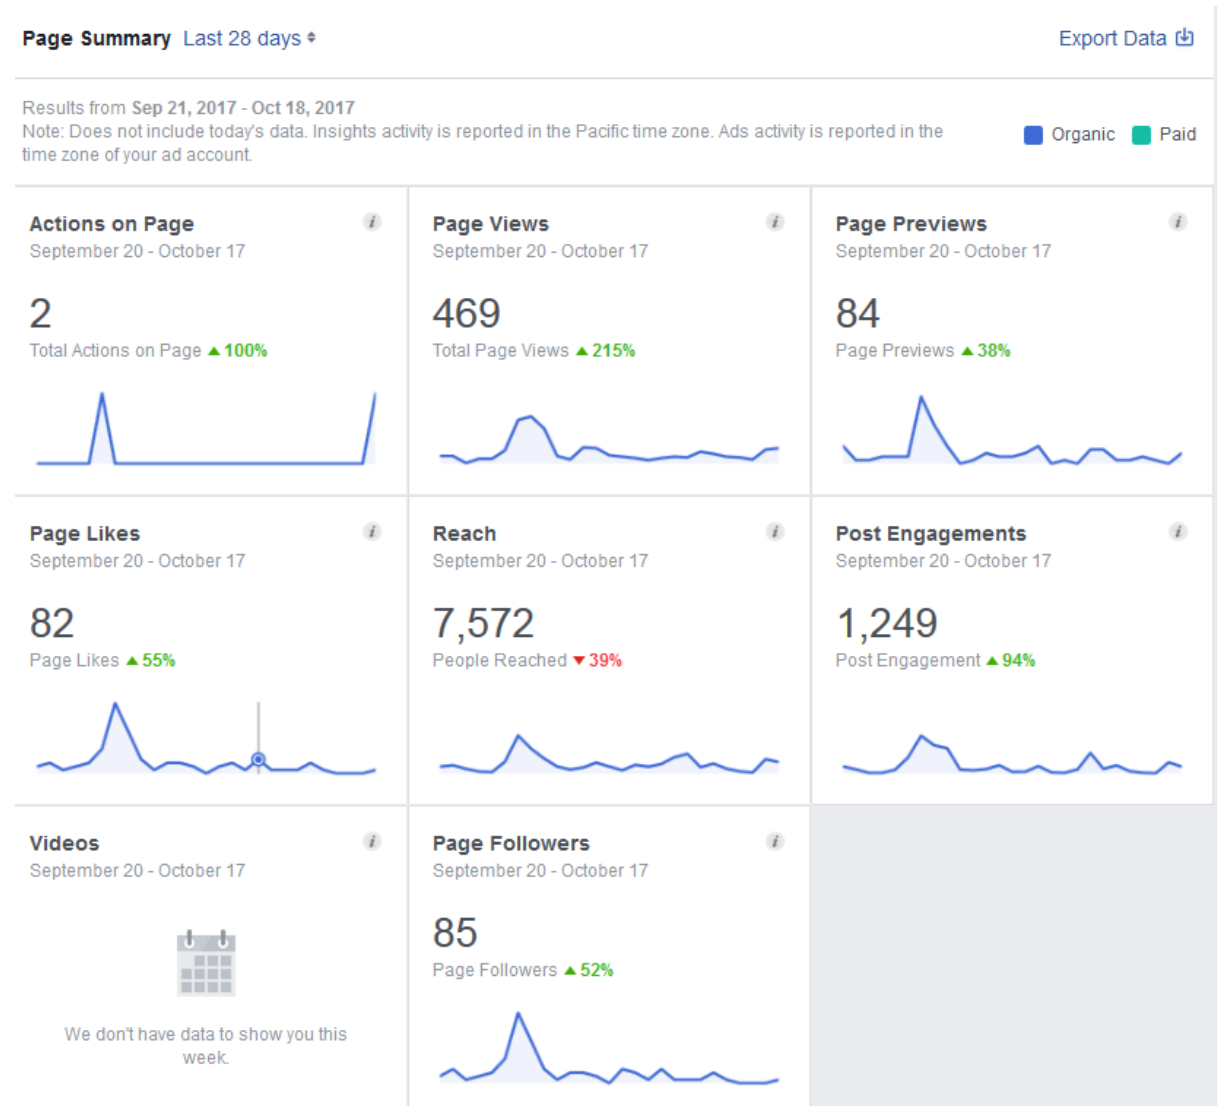 Page Summary Last 28 days
Export Data
Results from Sep 21, 2017 - Oct 18, 2017
Note: Does not include today's data. Insights activity is reported in the Pacific time zone. Ads activity is reported in the
time zone of your ad account.
Organic Paid
Actions on Page
September 20 - October 17
2
Total Actions on Page ▲ 100%
Page Views
September 20 - October 17
469
Total Page Views ▲ 215%
Page Previews
September 20 - October 17
84
Page Previews ▲ 38%
Page Likes
September 20 - October 17
82
Page Likes ▲ 55%
Reach
September 20 - October 17
7,572
People Reached ▼ 39%
Post Engagements
September 20 - October 17
1,249
Post Engagement ▲ 94%
Videos
September 20 - October 17
We don't have data to show you this
week.
Page Followers
September 20 - October 17
85
Page Followers ▲ 52%